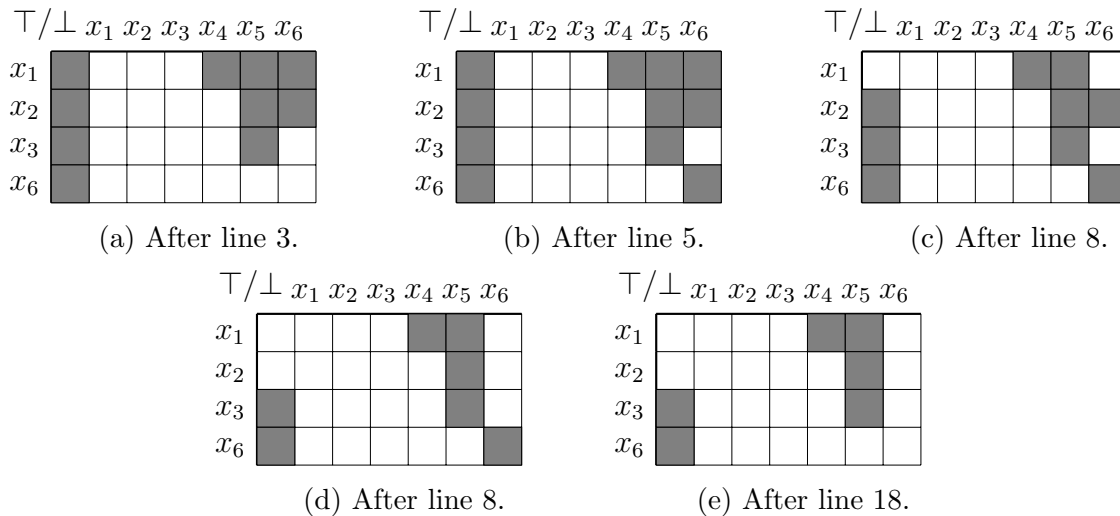 ⊤/⊥ x₁ x₂ x₃ x₄ x₅ x₆
x₁
x₂
x₃
x₆
(a) After line 3.
⊤/⊥ x₁ x₂ x₃ x₄ x₅ x₆
x₁
x₂
x₃
x₆
(b) After line 5.
⊤/⊥ x₁ x₂ x₃ x₄ x₅ x₆
x₁
x₂
x₃
x₆
(c) After line 8.
⊤/⊥ x₁ x₂ x₃ x₄ x₅ x₆
x₁
x₂
x₃
x₆
(d) After line 8.
⊤/⊥ x₁ x₂ x₃ x₄ x₅ x₆
x₁
x₂
x₃
x₆
(e) After line 18.